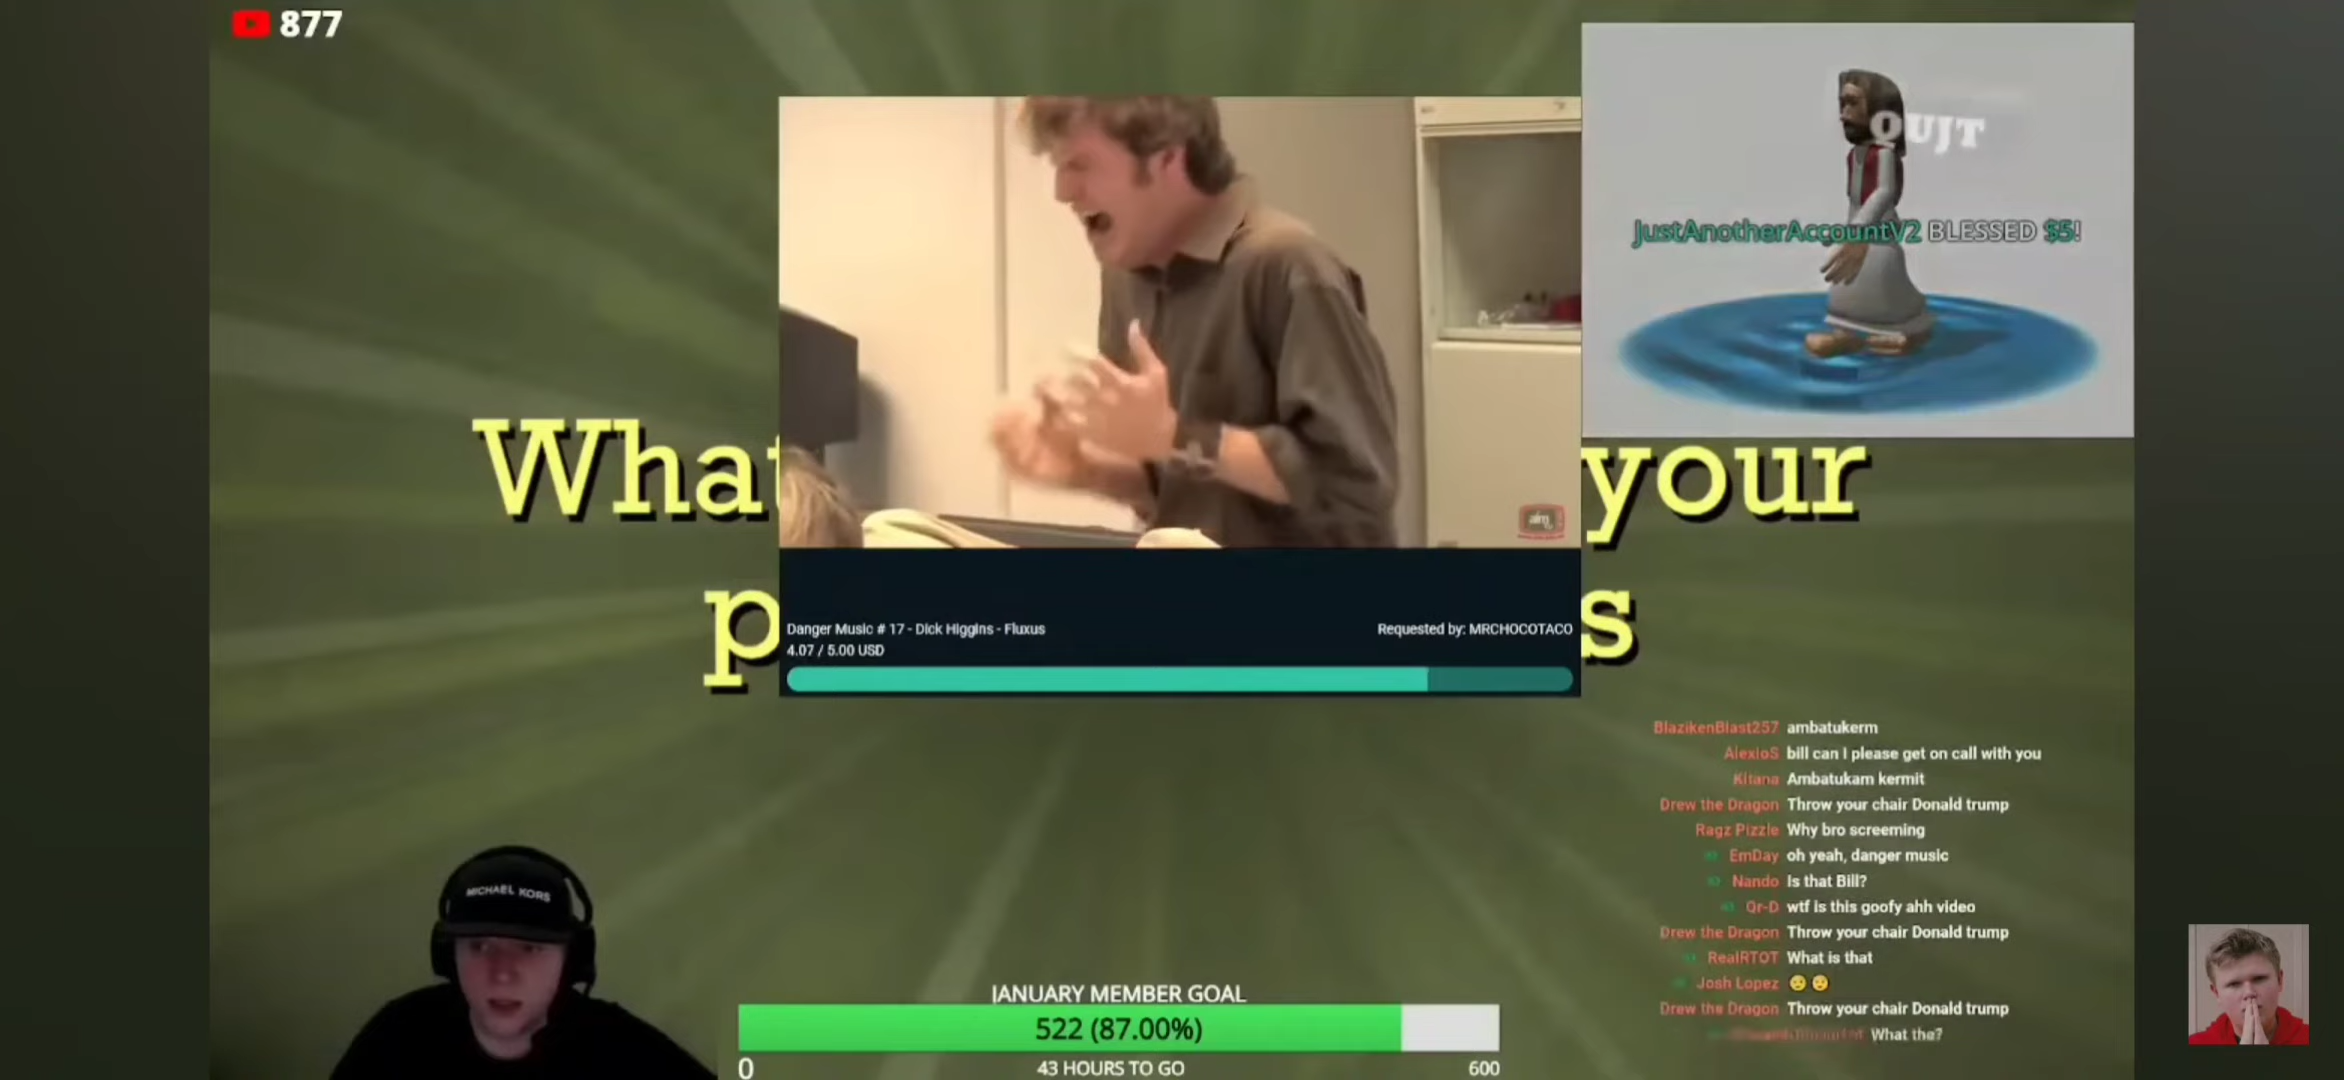 877
QUJT
JustAnotherAccountV2 BLESSED $5!
What your
p s
Danger Music # 17 - Dick Higgins - Fluxus
Requested by: MRCHOCOTACO
4.07 / 5.00 USD
BlazikenBlast257 ambatukerm
AlexioS bill can I please get on call with you
Kitana Ambatukam kermit
Drew the Dragon Throw your chair Donald trump
Ragz Pizzle Why bro screeming
EmDay oh yeah, danger music
Nando Is that Bill?
Qr-D wtf is this goofy ahh video
Drew the Dragon Throw your chair Donald trump
RealRTOT What is that
Josh Lopez 😯😯
Drew the Dragon Throw your chair Donald trump
What the?
MICHAEL KORS
JANUARY MEMBER GOAL
522 (87.00%)
0 43 HOURS TO GO 600